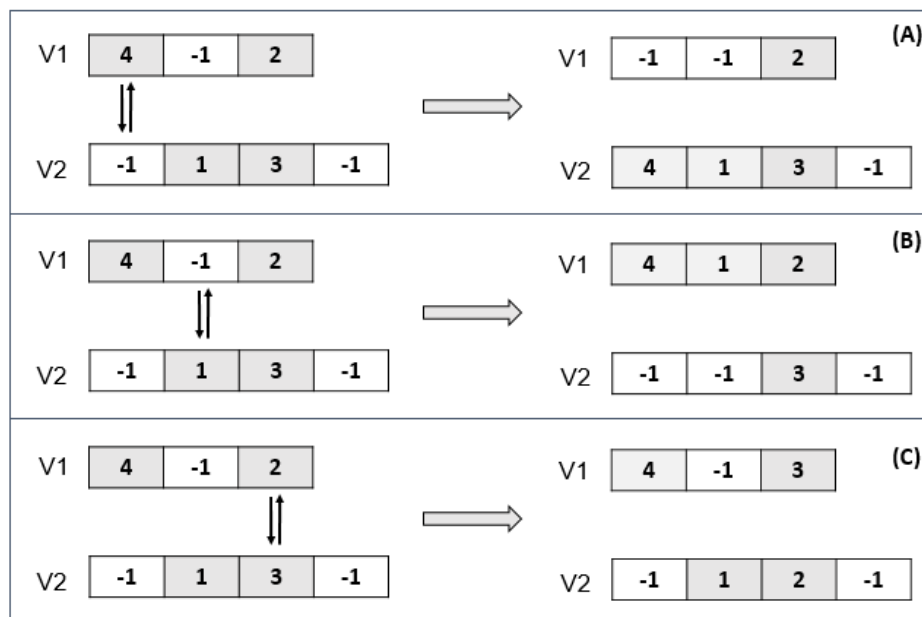 (A)
V1 4 -1 2
V1 -1 -1 2
V2 -1 1 3 -1
V2 4 1 3 -1
(B)
V1 4 -1 2
V1 4 1 2
V2 -1 1 3 -1
V2 -1 -1 3 -1
(C)
V1 4 -1 2
V1 4 -1 3
V2 -1 1 3 -1
V2 -1 1 2 -1